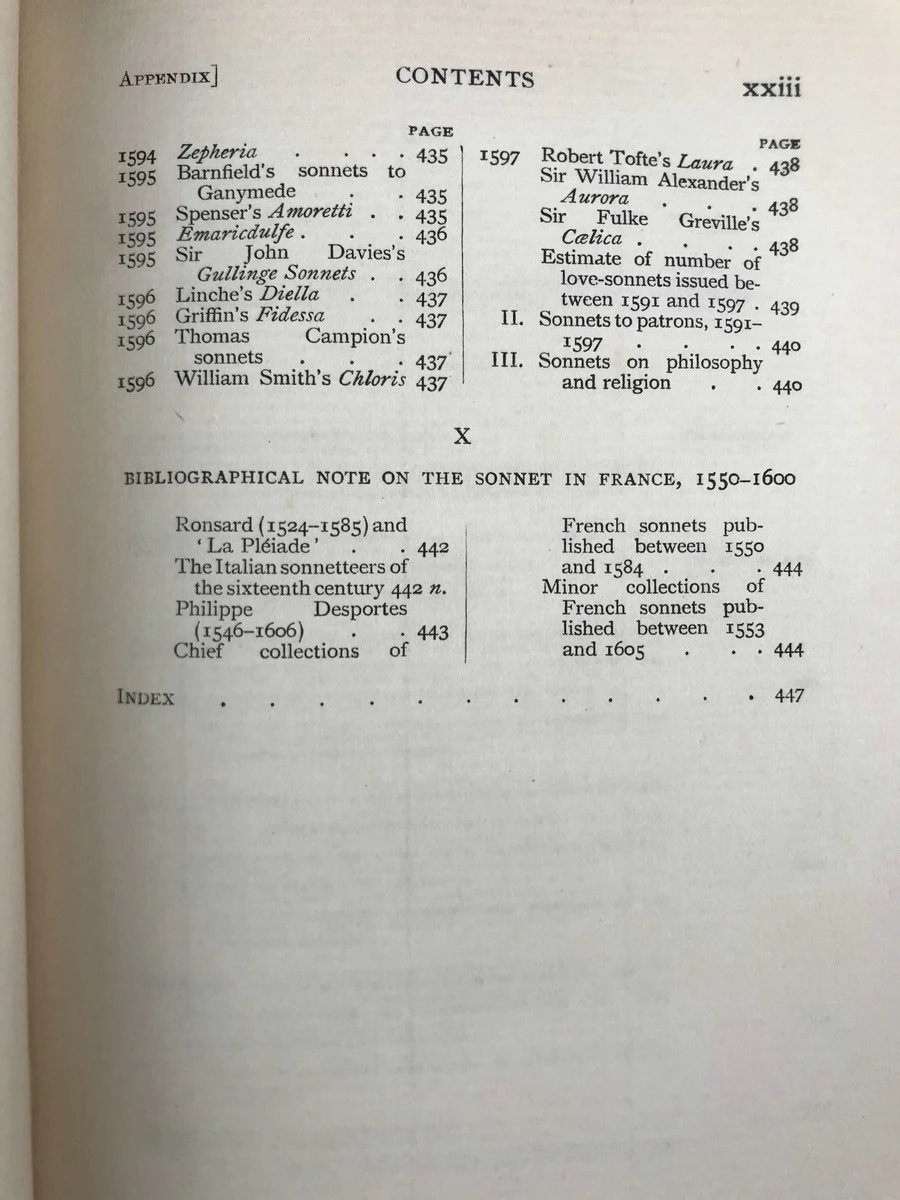 APPENDIX] CONTENTS xxiii
PAGE
1594 Zepheria . . . . 435
1595 Barnfield's sonnets to
Ganymede . . 435
1595 Spenser's Amoretti . . 435
1595 Emaricdulfe . . . 436
1595 Sir John Davies's
Gullinge Sonnets . . 436
1596 Linche's Diella . . 437
1596 Griffin's Fidessa . . 437
1596 Thomas Campion's
sonnets . . . 437
1596 William Smith's Chloris 437
PAGE
1597 Robert Tofte's Laura . 438
Sir William Alexander's
Aurora . . . 438
Sir Fulke Greville's
Cælica . . . . 438
Estimate of number of
love-sonnets issued be-
tween 1591 and 1597 . 439
II. Sonnets to patrons, 1591–
1597 . . . . 440
III. Sonnets on philosophy
and religion . . 440
X
BIBLIOGRAPHICAL NOTE ON THE SONNET IN FRANCE, 1550–1600
Ronsard (1524–1585) and
‘La Pléiade’ . . 442
The Italian sonnetteers of
the sixteenth century 442 n.
Philippe Desportes
(1546–1606) . . 443
Chief collections of
French sonnets pub-
lished between 1550
and 1584 . . . 444
Minor collections of
French sonnets pub-
lished between 1553
and 1605 . . . 444
INDEX . . . . . . . . . . . . 447